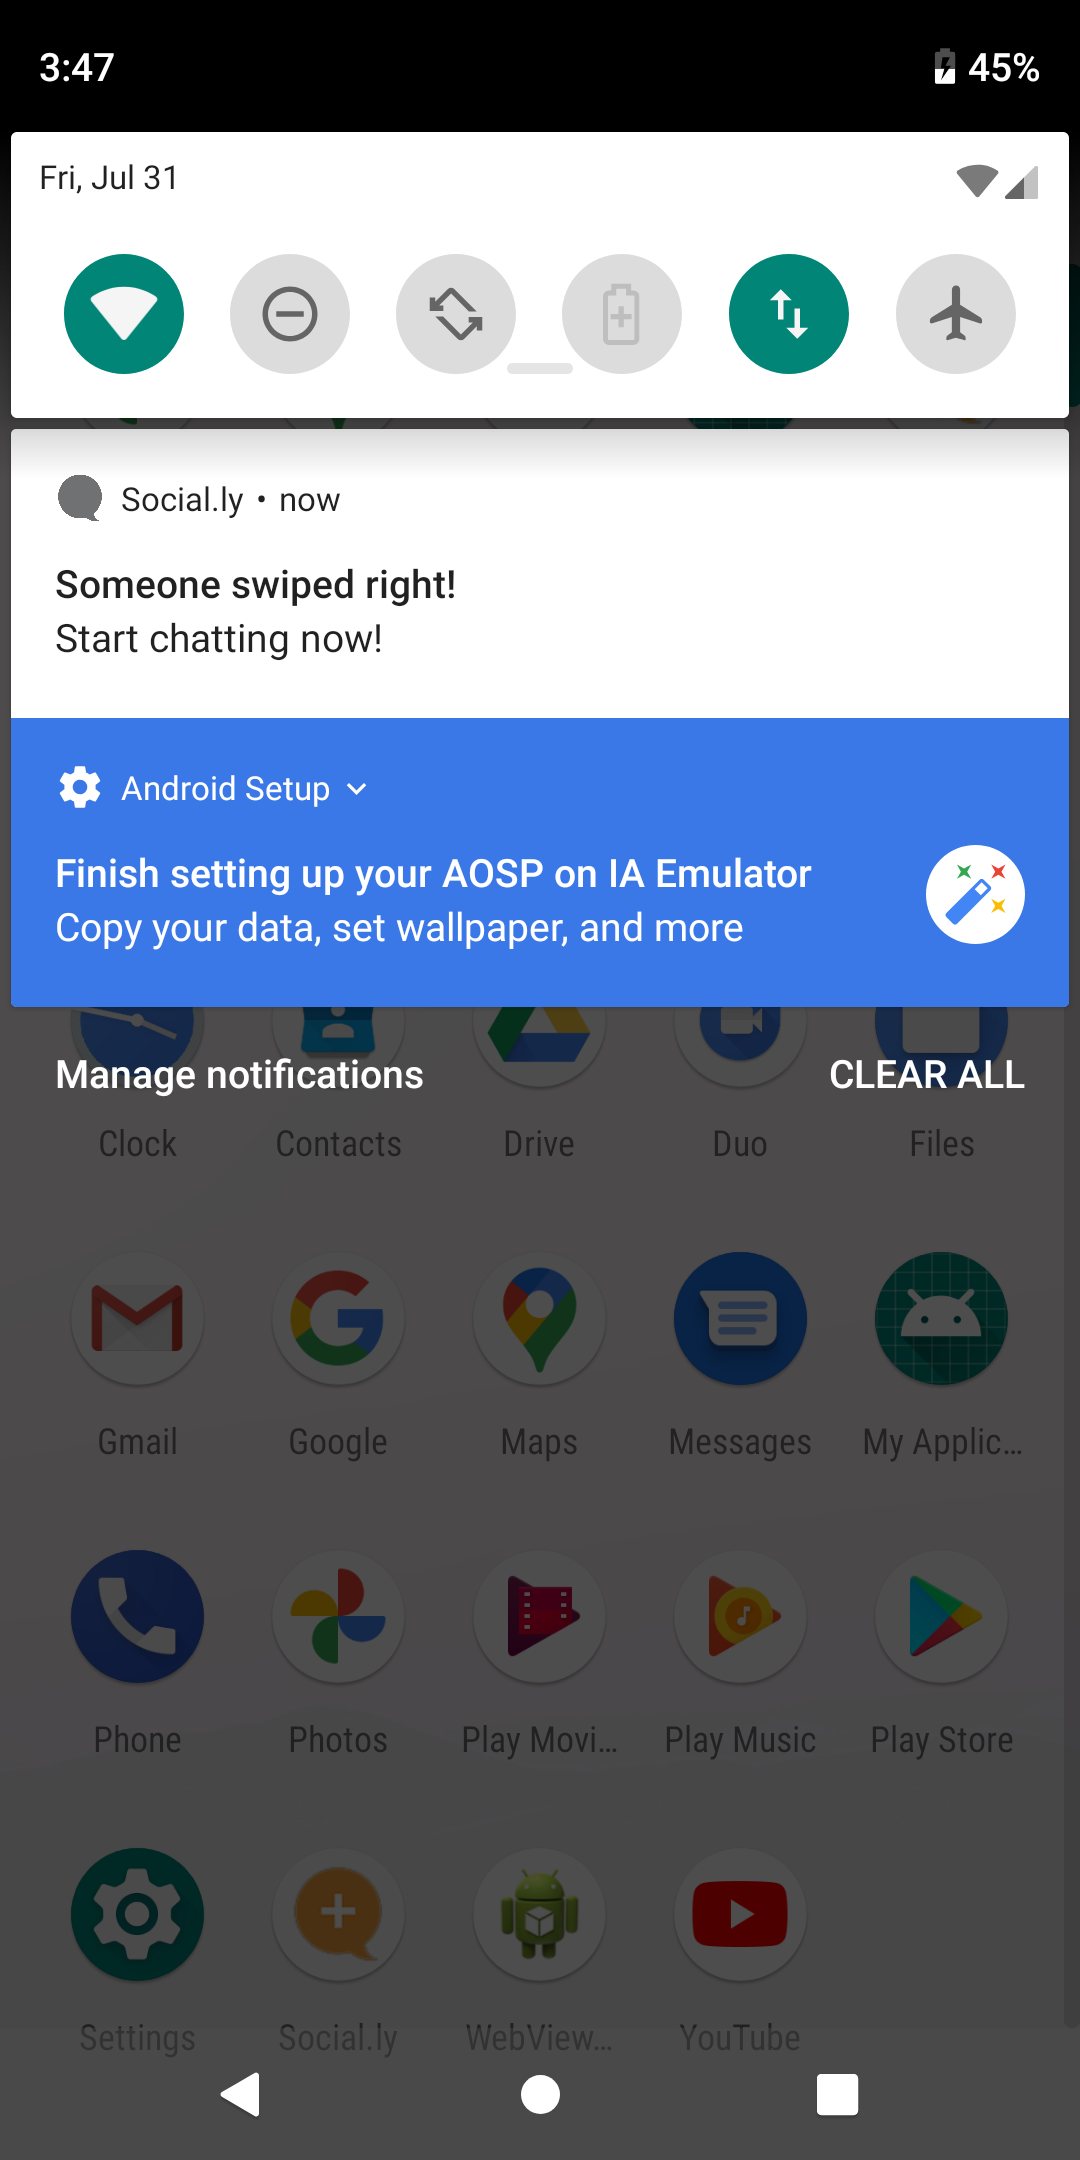 3:47
45%
Fri, Jul 31
Social.ly • now
Someone swiped right!
Start chatting now!
Android Setup
Finish setting up your AOSP on IA Emulator
Copy your data, set wallpaper, and more
Manage notifications
CLEAR ALL
Clock
Contacts
Drive
Duo
Files
Gmail
Google
Maps
Messages
My Applic...
Phone
Photos
Play Movi...
Play Music
Play Store
Settings
Social.ly
WebView...
YouTube